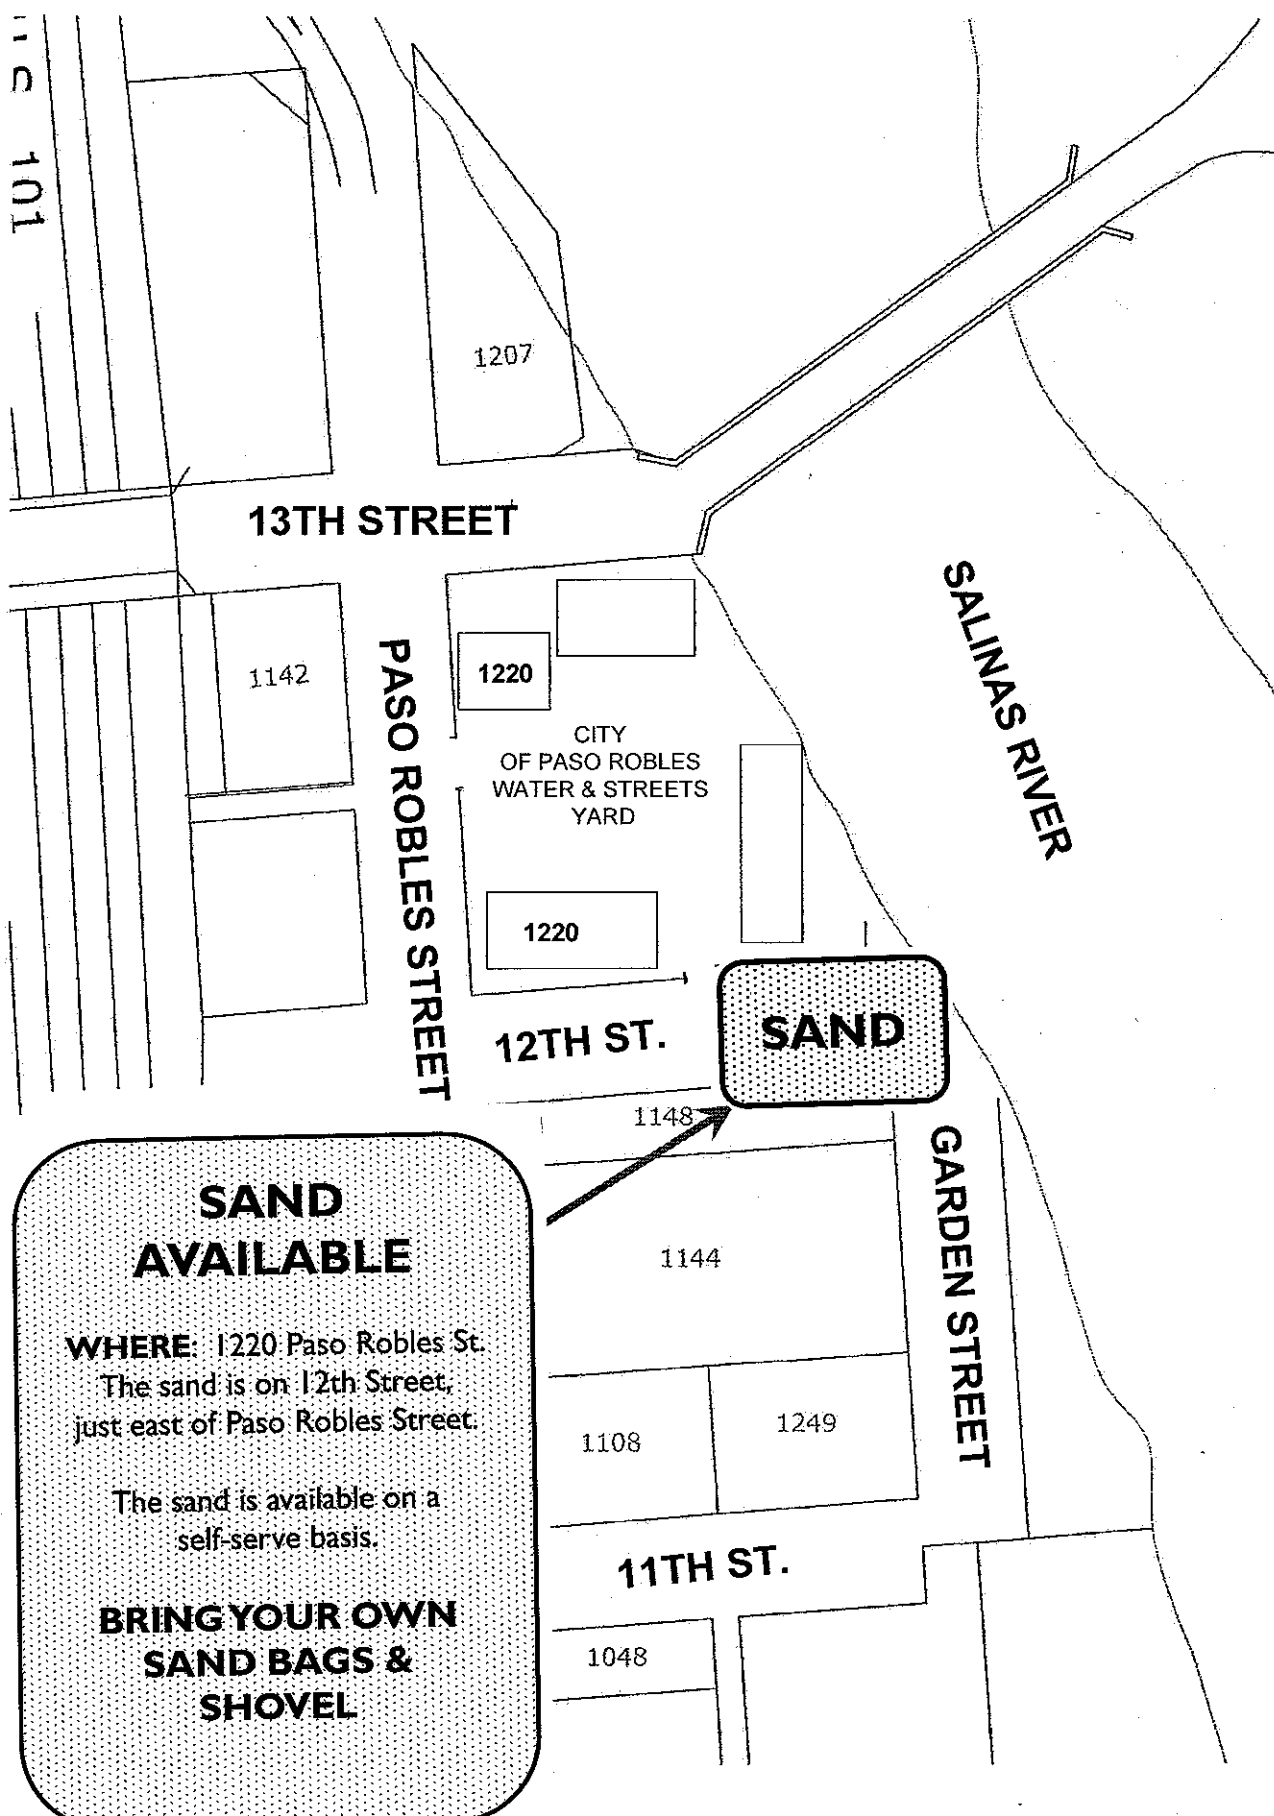 101
1207
13TH STREET
1142
PASO ROBLES STREET
1220
CITY
OF PASO ROBLES
WATER & STREETS
YARD
1220
SALINAS RIVER
12TH ST.
SAND
1148
GARDEN STREET
1144
SAND
AVAILABLE
WHERE: 1220 Paso Robles St.
The sand is on 12th Street,
just east of Paso Robles Street.
The sand is available on a
self-serve basis.
BRING YOUR OWN
SAND BAGS &
SHOVEL
1108
1249
11TH ST.
1048